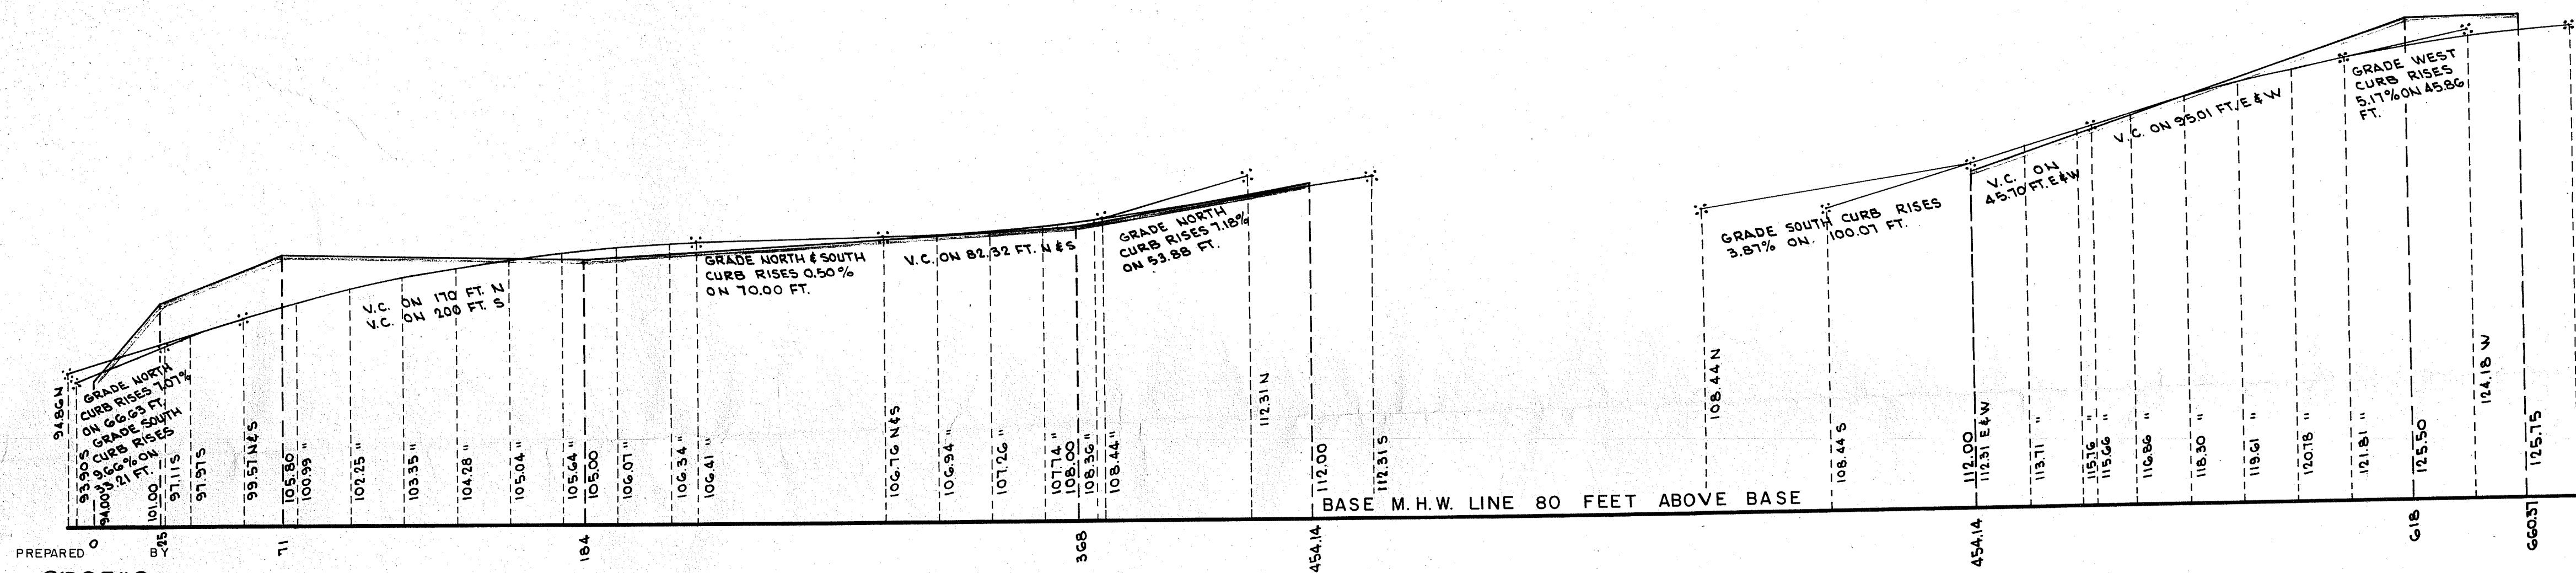 GRADE WEST
CURB RISES
5.17% ON 45.86
FT.
V.C. ON 95.01 FT. E & W
V.C. ON
45.70 FT. E & W
GRADE SOUTH CURB RISES
3.87% ON. 100.07 FT.
GRADE NORTH
CURB RISES 7.18%
ON 53.88 FT.
V.C. ON 82.32 FT. N & S
GRADE NORTH & SOUTH
CURB RISES 0.50%
ON 70.00 FT.
V.C. ON 170 FT. N
V.C. ON 200 FT. S
GRADE NORTH
CURB RISES 7.07%
ON 66.63 FT.
GRADE SOUTH
CURB RISES
9.66% ON
33.21 FT.
94.86 N
93.90 S
94.00
101.00
97.11 S
97.97 S
99.57 N & S
105.80
100.99 "
102.25 "
103.35 "
104.28 "
105.04 "
105.64 "
105.00
106.07 "
106.34 "
106.41 "
106.76 N & S
106.94 "
107.26 "
107.74 "
108.00
108.36 "
108.44 "
112.31 N
112.00
112.31 S
108.44 N
108.44 S
112.00
112.31 E & W
113.71 "
115.66 "
116.86 "
118.30 "
119.61 "
120.78 "
121.81 "
125.50
124.18 W
125.75
BASE M.H.W. LINE 80 FEET ABOVE BASE
0
25
71
184
368
454.14
454.14
618
660.57
PREPARED BY